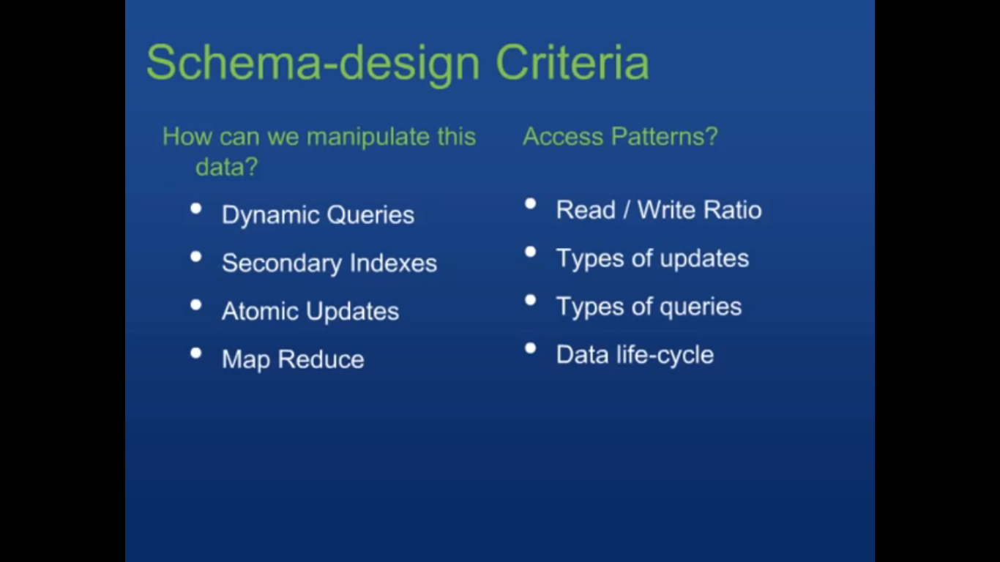 Schema-design Criteria
How can we manipulate this
data?
• Dynamic Queries
• Secondary Indexes
• Atomic Updates
• Map Reduce
Access Patterns?
• Read / Write Ratio
• Types of updates
• Types of queries
• Data life-cycle